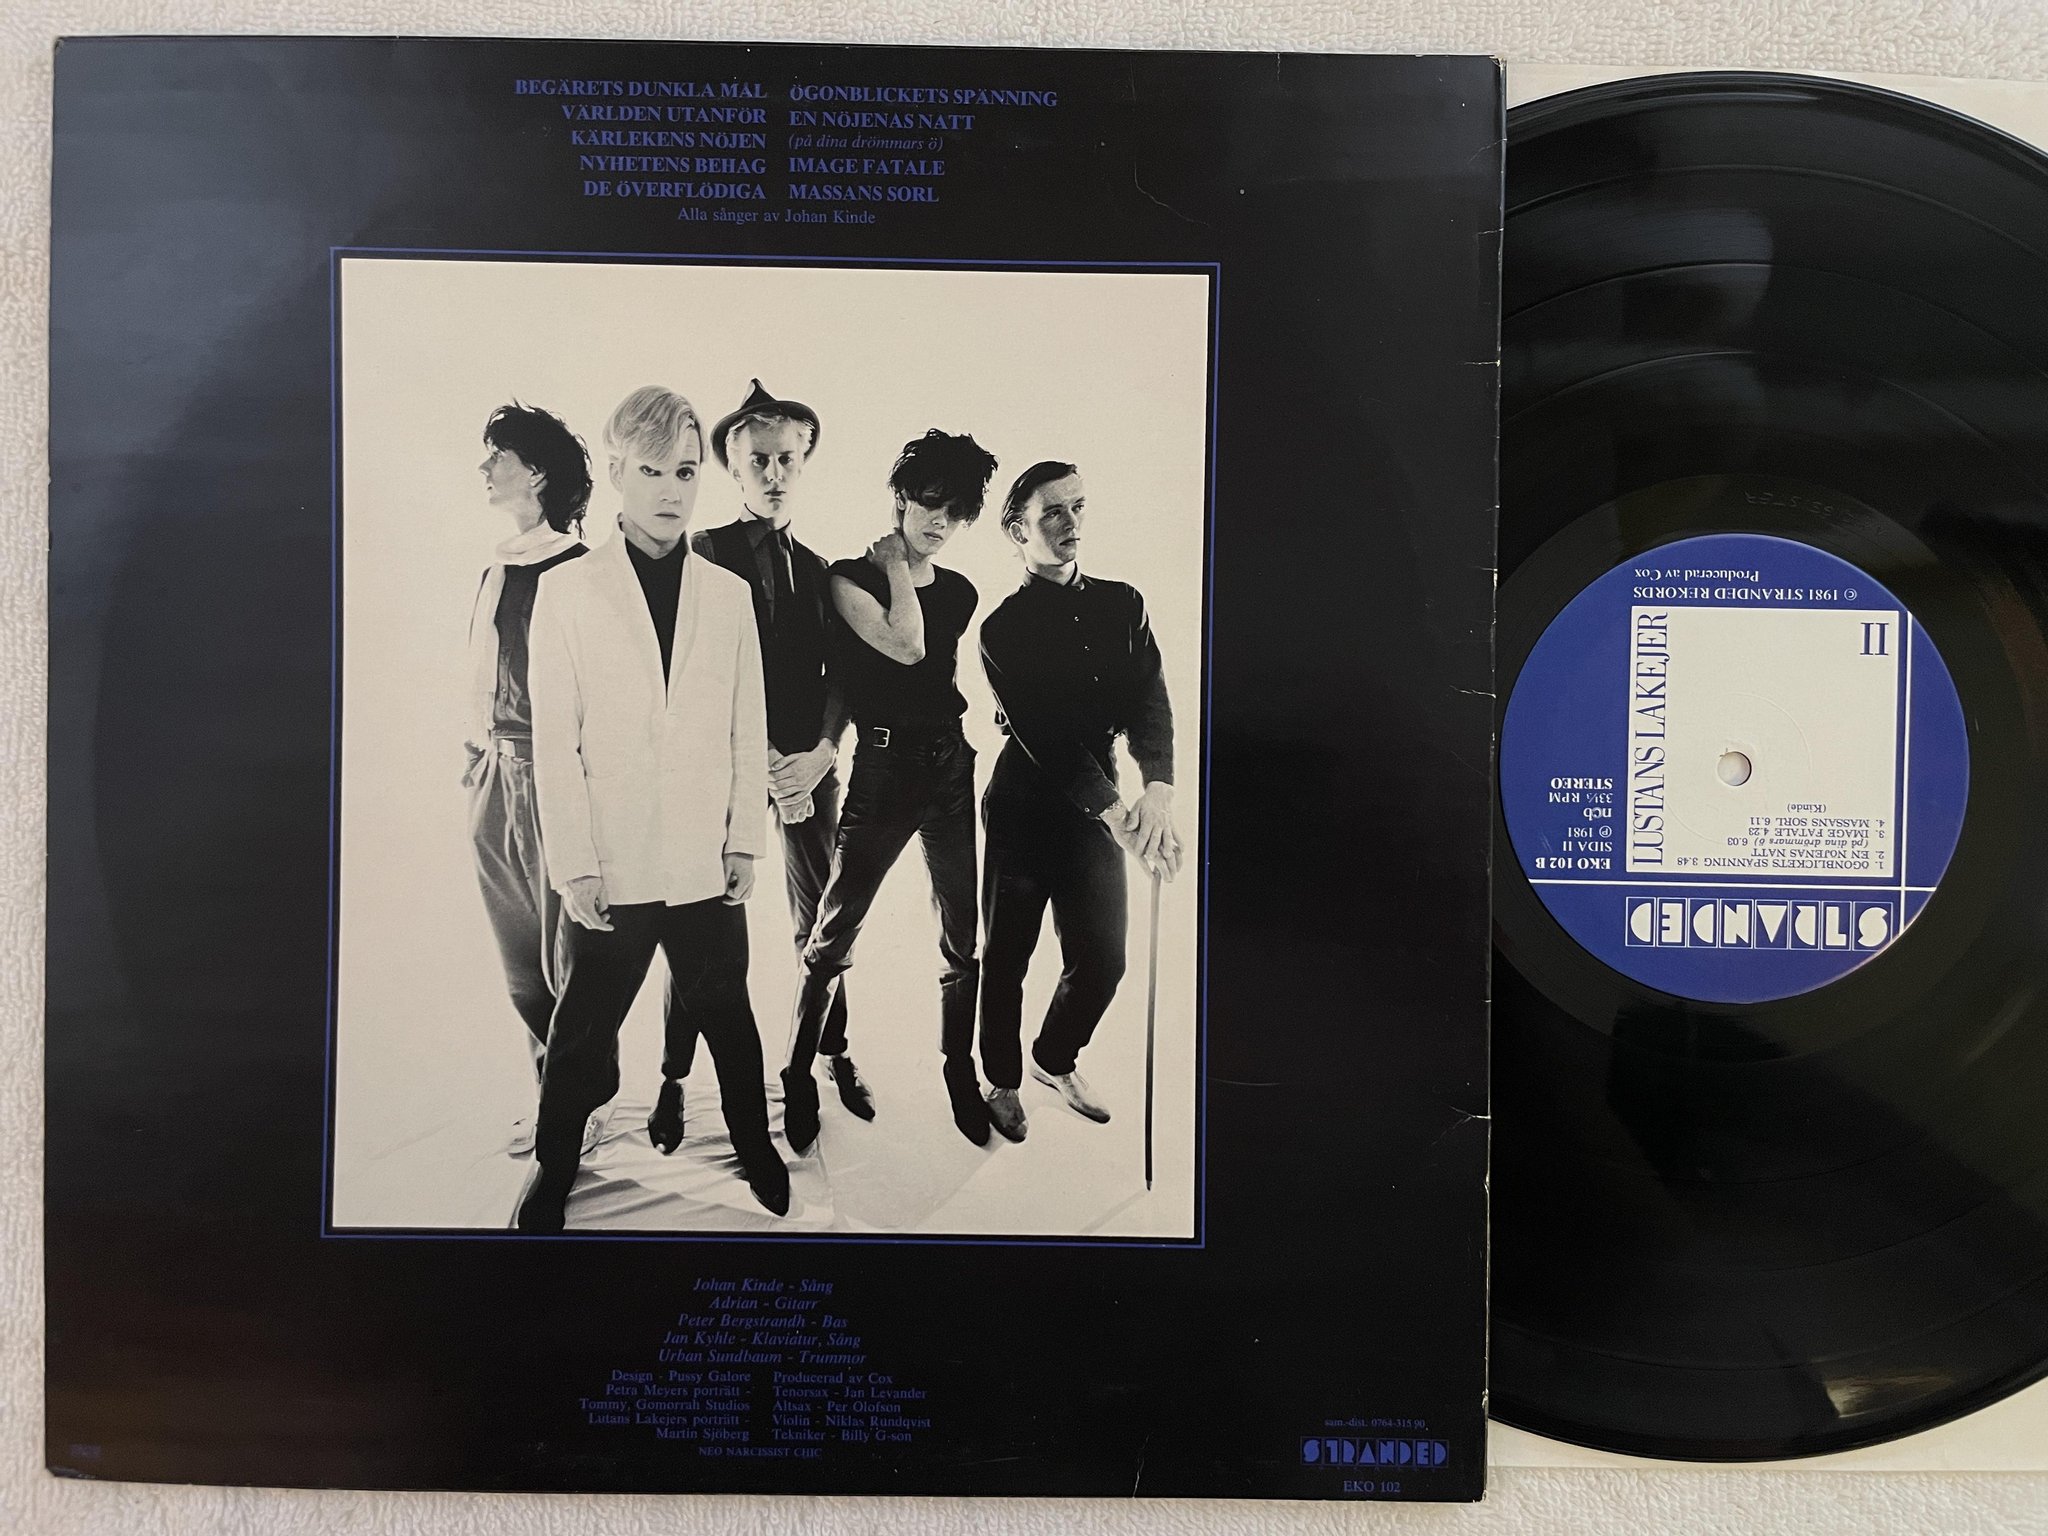 BEGÄRETS DUNKLA MÅL
VÄRLDEN UTANFÖR
KÄRLEKENS NÖJEN
NYHETENS BEHAG
DE ÖVERFLÖDIGA
ÖGONBLICKETS SPÄNNING
EN NÖJENAS NATT
(på dina drömmars ö)
IMAGE FATALE
MASSANS SORL
Alla sånger av Johan Kinde
Johan Kinde - Sång
Adrian - Gitarr
Peter Bergstrandh - Bas
Jan Kyhle - Klaviatur, Sång
Urban Sundbaum - Trummor
Design - Pussy Galore
Petra Meyers porträtt -
Tommy, Gomorrah Studios
Lutans Lakejers porträtt -
Martin Sjöberg
Producerad av Cox
Tenorsax - Jan Levander
Altsax - Per Olofson
Violin - Niklas Rundqvist
Tekniker - Billy G-son
NEO NARCISSIST CHIC
sam.-dist. 0764-315 90
STRANDED
EKO 102
STRANDED
1. ÖGONBLICKETS SPÄNNING 3.48
2. EN NÖJENAS NATT
(på dina drömmars ö) 6.03
3. IMAGE FATALE 4.23
4. MASSANS SORL 6.11
(Kinde)
EKO 102 B
SIDA II
℗ 1981
ncb
33⅓ RPM
STEREO
LUSTANS LAKEJER
II
© 1981 STRANDED REKORDS
Producerad av Cox